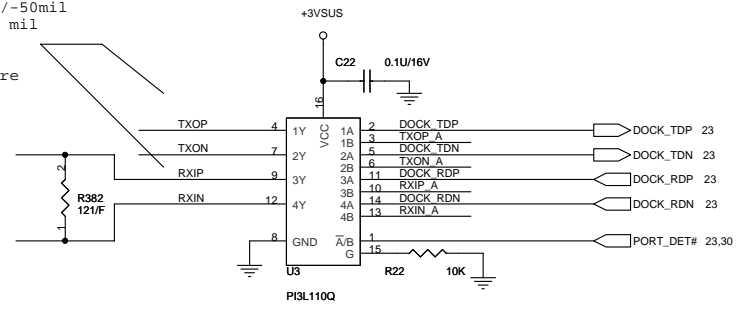 /-50mil
mil
re
+3VSUS
C22 0.1U/16V
16
VCC
TXOP 4 1Y 1A 2 DOCK_TDP DOCK_TDP 23
1B 3 TXOP_A
TXON 7 2Y 2A 5 DOCK_TDN DOCK_TDN 23
2B 6 TXON_A
RXIP 9 3Y 3A 11 DOCK_RDP DOCK_RDP 23
3B 10 RXIP_A
RXIN 12 4Y 4A 14 DOCK_RDN DOCK_RDN 23
4B 13 RXIN_A
2
R382
121/F
1
8 GND A/B 1 PORT_DET# 23,30
G 15
U3 R22 10K
PI3L110Q